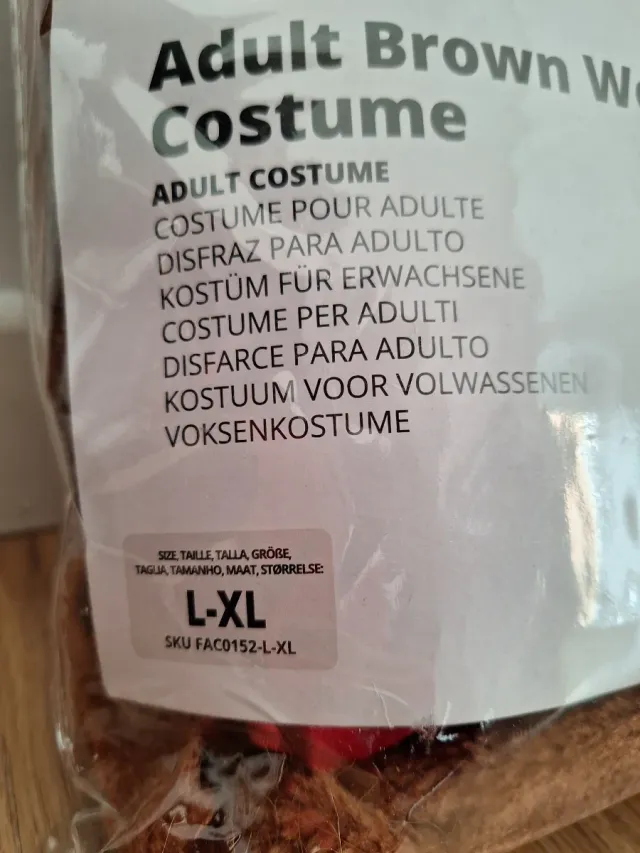 Adult Brown
Costume
ADULT COSTUME
COSTUME POUR ADULTE
DISFRAZ PARA ADULTO
KOSTÜM FÜR ERWACHSENE
COSTUME PER ADULTI
DISFARCE PARA ADULTO
KOSTUUM VOOR VOLWASSENEN
VOKSENKOSTUME
SIZE, TAILLE, TALLA, GRÖßE,
TAGLIA, TAMANHO, MAAT, STØRRELSE:
L-XL
SKU FAC0152-L-XL